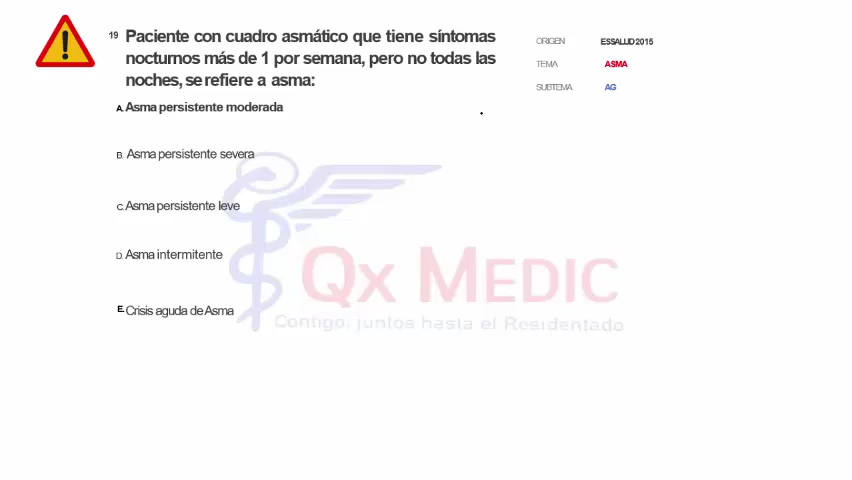 19 Paciente con cuadro asmático que tiene síntomas
nocturnos más de 1 por semana, pero no todas las
noches, se refiere a asma:
A. Asma persistente moderada
B. Asma persistente severa
C. Asma persistente leve
D. Asma intermitente
E. Crisis aguda de Asma
ORIGEN ESSALUD 2015
TEMA ASMA
SUBTEMA AG
Qx MEDIC
Contigo, juntos hasta el Residentado